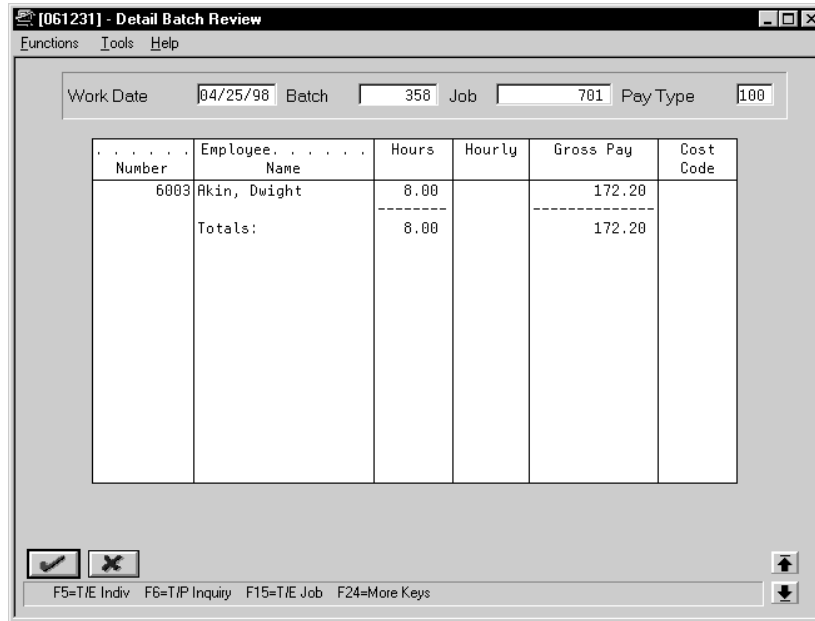 [061231] - Detail Batch Review
Functions Tools Help
Work Date 04/25/98 Batch 358 Job 701 Pay Type 100
. . . . . . Employee. . . . . . Hours Hourly Gross Pay Cost
Number Name Code
6003 Akin, Dwight 8.00 172.20
-------- --------------
Totals: 8.00 172.20
F5=T/E Indiv F6=T/P Inquiry F15=T/E Job F24=More Keys